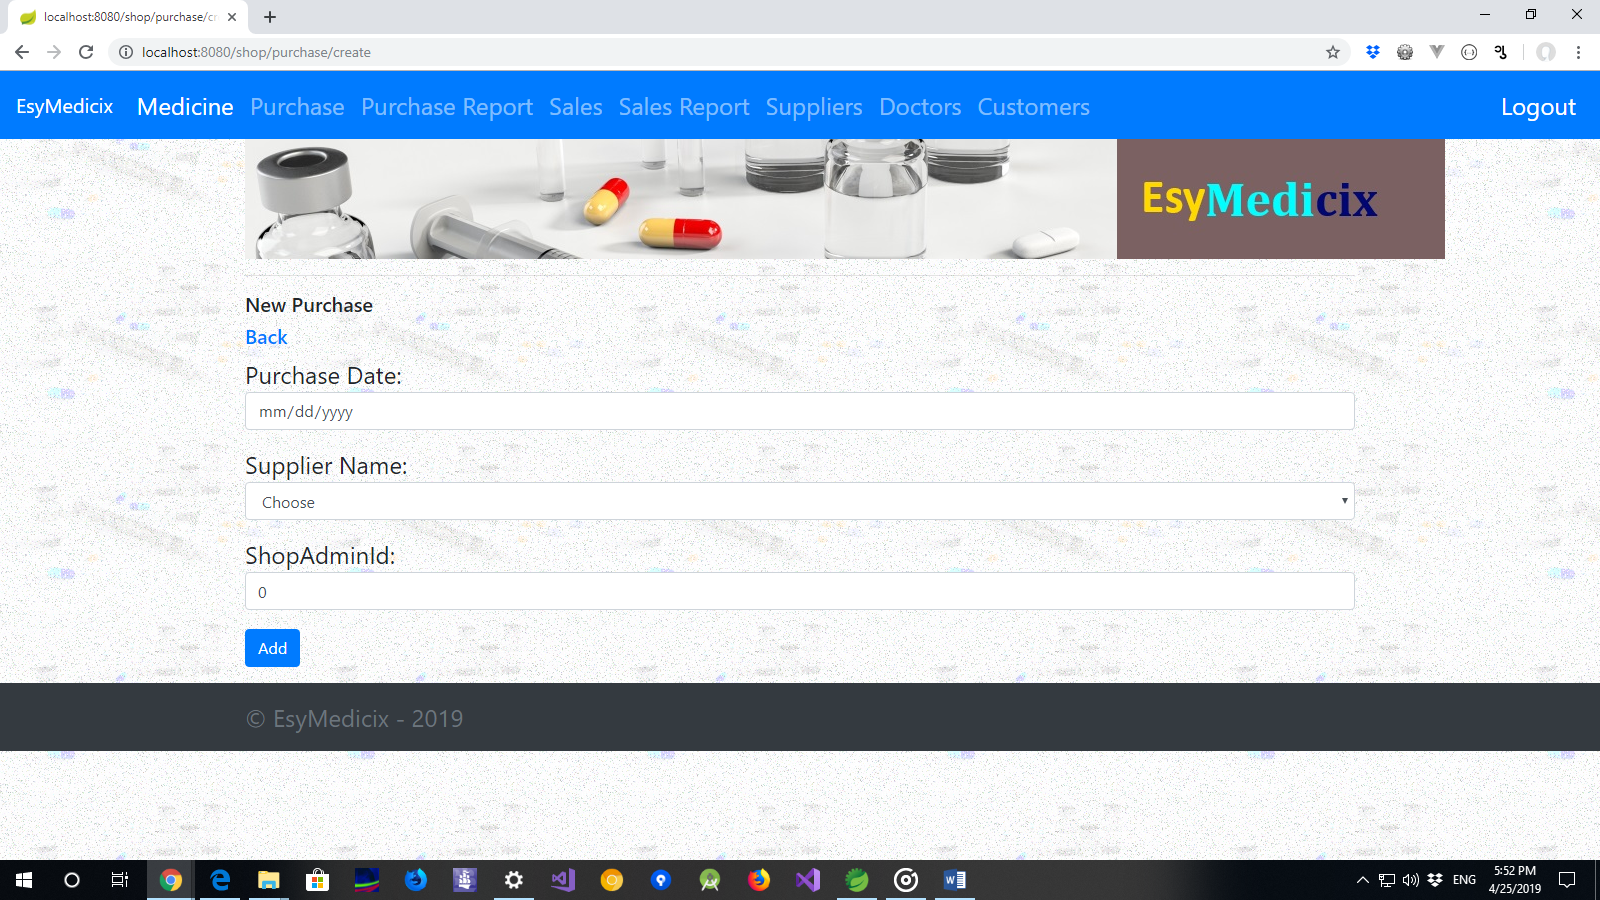 localhost:8080/shop/purchase/cr
localhost:8080/shop/purchase/create
EsyMedicix Medicine Purchase Purchase Report Sales Sales Report Suppliers Doctors Customers Logout
EsyMedicix
New Purchase
Back
Purchase Date:
mm/dd/yyyy
Supplier Name:
Choose
ShopAdminId:
0
Add
© EsyMedicix - 2019
ENG
5:52 PM
4/25/2019